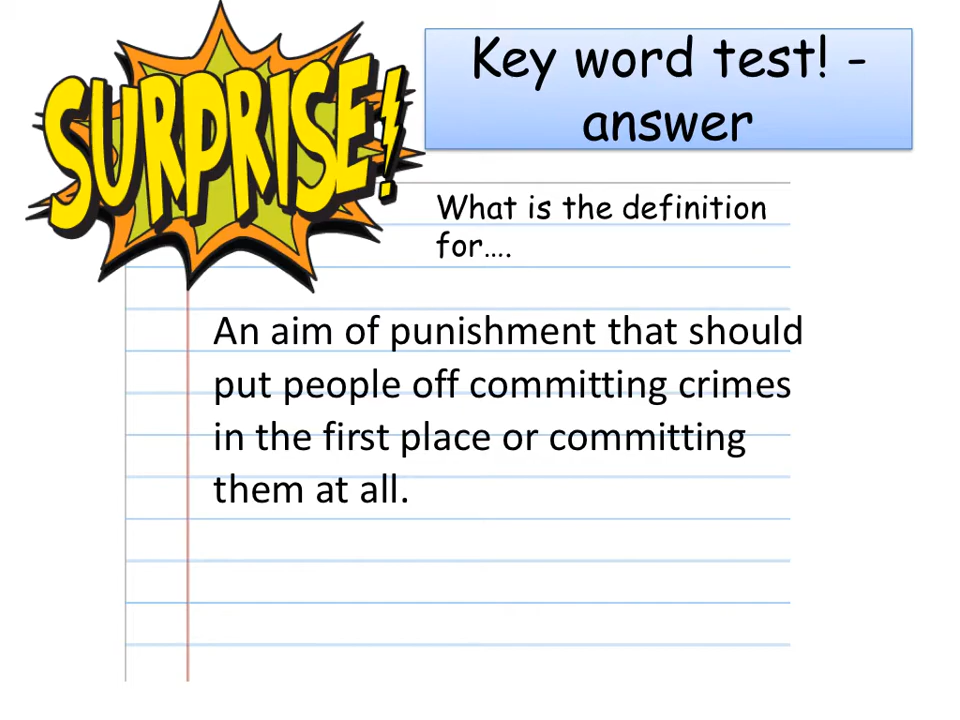 SURPRISE!
Key word test! -
answer
What is the definition
for....
An aim of punishment that should
put people off committing crimes
in the first place or committing
them at all.